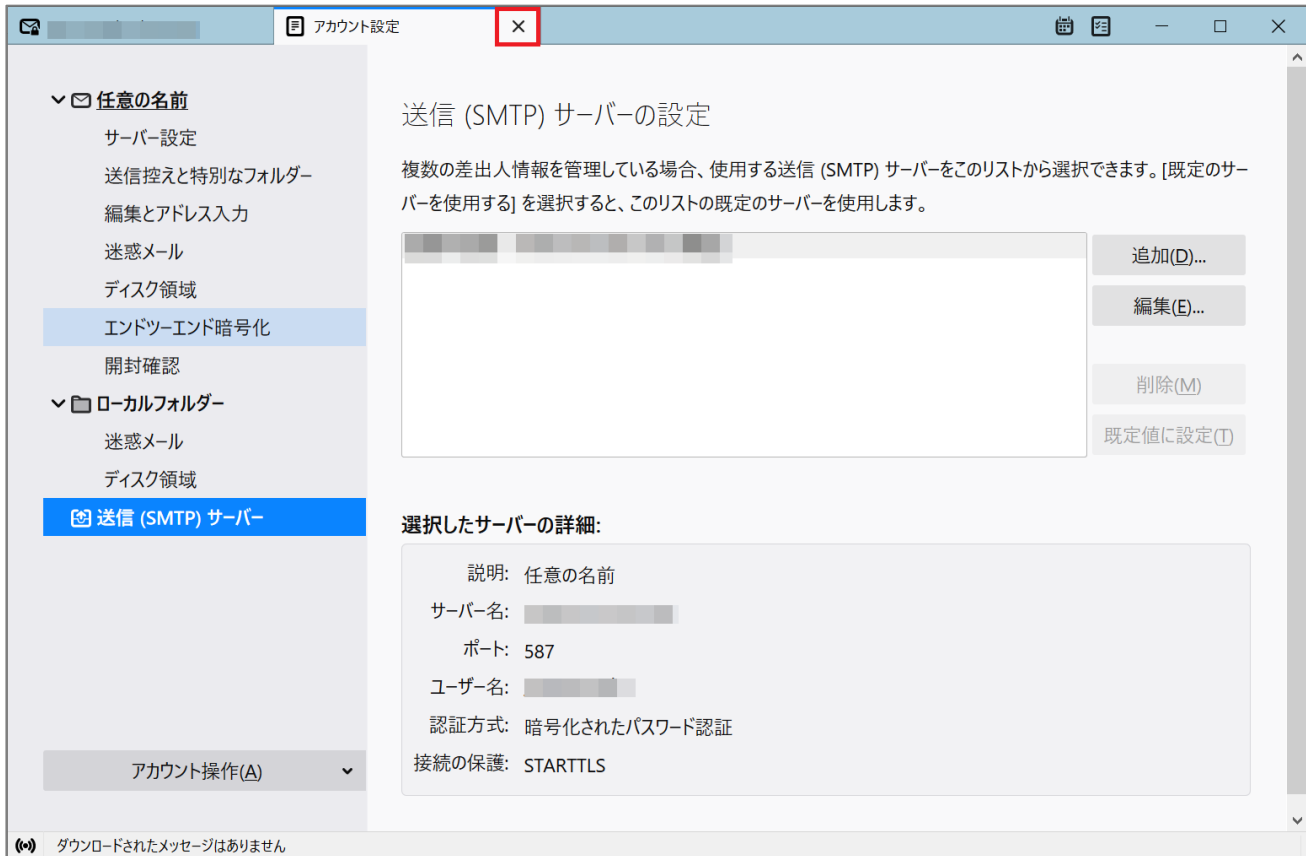 アカウント設定
任意の名前
サーバー設定
送信控えと特別なフォルダー
編集とアドレス入力
迷惑メール
ディスク領域
エンドツーエンド暗号化
開封確認
ローカルフォルダー
迷惑メール
ディスク領域
送信 (SMTP) サーバー
アカウント操作(A)
送信 (SMTP) サーバーの設定
複数の差出人情報を管理している場合、使用する送信 (SMTP) サーバーをこのリストから選択できます。[既定のサー
バーを使用する] を選択すると、このリストの既定のサーバーを使用します。
追加(D)...
編集(E)...
削除(M)
既定値に設定(T)
選択したサーバーの詳細:
説明: 任意の名前
サーバー名:
ポート: 587
ユーザー名:
認証方式: 暗号化されたパスワード認証
接続の保護: STARTTLS
ダウンロードされたメッセージはありません